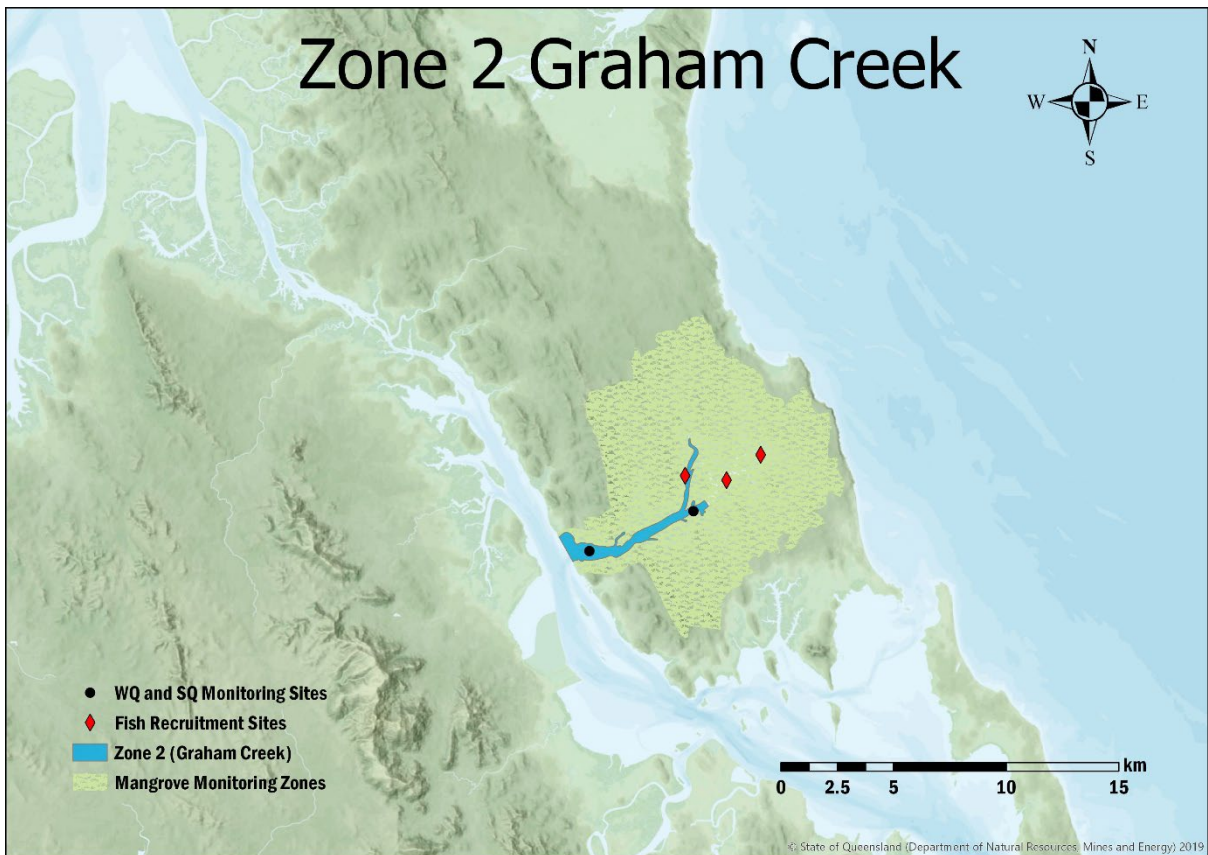 Zone 2 Graham Creek
N
W E
S
WQ and SQ Monitoring Sites
Fish Recruitment Sites
Zone 2 (Graham Creek)
Mangrove Monitoring Zones
km
0 2.5 5 10 15
© State of Queensland (Department of Natural Resources, Mines and Energy) 2019